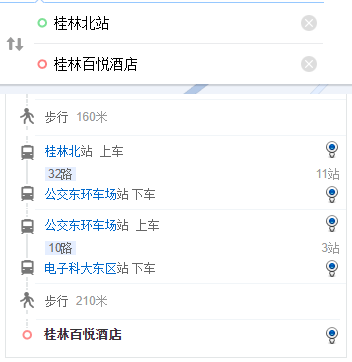 桂林北站
桂林百悦酒店
步行 160米
桂林北站 上车
32路 11站
公交东环车场站 下车
公交东环车场站 上车
10路 3站
电子科大东区站 下车
步行 210米
桂林百悦酒店